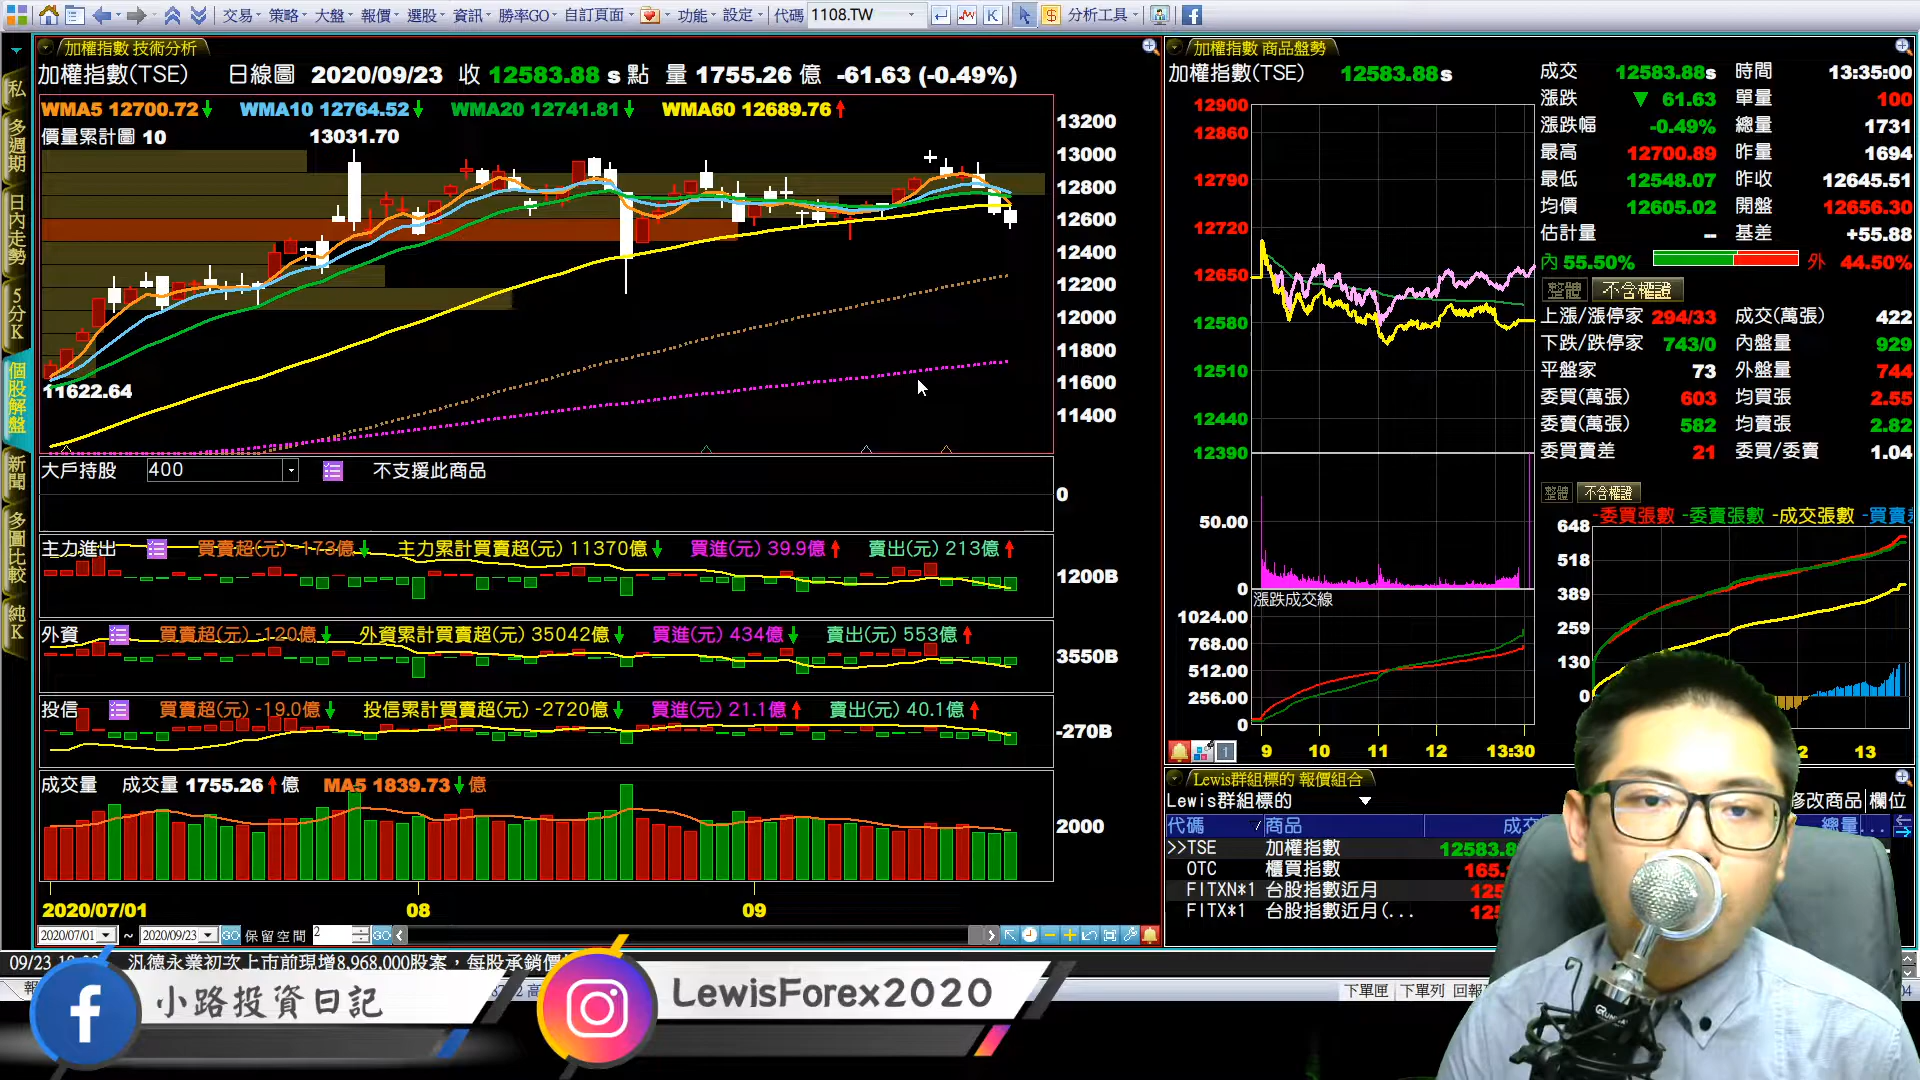 交易 策略 大盤 報價 選股 資訊 勝率GO 自訂頁面 功能 設定 代碼 1108.TW K $ 分析工具
加權指數 技術分析
加權指數(TSE) 日線圖 2020/09/23 收 12583.88 s 點 量 1755.26 億 -61.63 (-0.49%)
WMA5 12700.72 WMA10 12764.52 WMA20 12741.81 WMA60 12689.76
價量累計圖 10
13031.70
11622.64
13200
13000
12800
12600
12400
12200
12000
11800
11600
11400
私
多週期
日內走勢
5分K
個股解盤
新聞
多圖比較
純K
大戶持股 400 不支援此商品
0
主力進出 買賣超(元) -173億 主力累計買賣超(元) 11370億 買進(元) 39.9億 賣出(元) 213億
1200B
外資 買賣超(元) -120億 外資累計買賣超(元) 35042億 買進(元) 434億 賣出(元) 553億
3550B
投信 買賣超(元) -19.0億 投信累計買賣超(元) -2720億 買進(元) 21.1億 賣出(元) 40.1億
-270B
成交量 成交量 1755.26 億 MA5 1839.73 億
2000
2020/07/01 08 09
2020/07/01 ~ 2020/09/23 GO 保留空間 2 GO
加權指數 商品盤勢
加權指數(TSE) 12583.88s
12900
12860
12790
12720
12650
12580
12510
12440
12390
50.00
0
漲跌成交線
1024.00
768.00
512.00
256.00
0
9 10 11 12 13:30
成交 12583.88s 時間 13:35:00
漲跌 ▼ 61.63 單量 100
漲跌幅 -0.49% 總量 1731
最高 12700.89 昨量 1694
最低 12548.07 昨收 12645.51
均價 12605.02 開盤 12656.30
估計量 -- 基差 +55.88
內 55.50% 外 44.50%
整體 不含權證
上漲/漲停家 294/33 成交(萬張) 422
下跌/跌停家 743/0 內盤量 929
平盤家 73 外盤量 744
委買(萬張) 603 均買張 2.55
委賣(萬張) 582 均賣張 2.82
委買賣差 21 委買/委賣 1.04
整體 不含權證
-委買張數 -委賣張數 -成交張數 -買賣差
648
518
389
259
130
0
2 13
Lewis群組標的 報價組合
Lewis群組標的 修改商品 欄位
代碼 商品 成交 總量...
>>TSE 加權指數 12583.8
OTC 櫃買指數 165.
FITXN*1 台股指數近月 125
FITX*1 台股指數近月(... 125
09/23 汎德永業初次上市前現增8,968,000股案，每股承銷價
下單匣 下單列 回報
f 小路投資日記
LewisForex2020